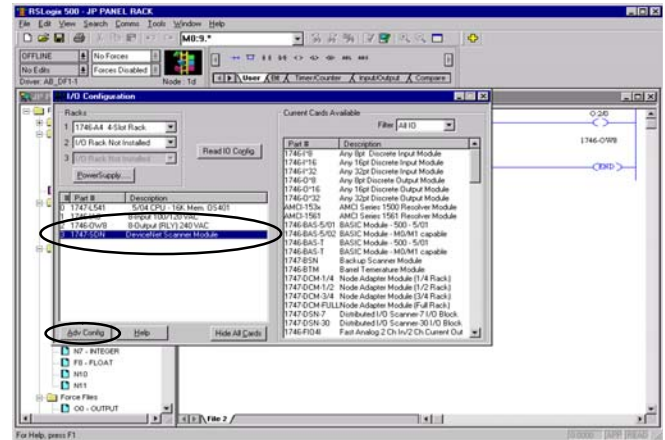 RSLogix 500 - JP PANEL RACK
File Edit View Search Comms Tools Window Help
M0:9.*
OFFLINE No Forces
No Edits Forces Disabled
Driver: AB_DF1-1 Node: 1d
User Bit Timer/Counter Input/Output Compare
I/O Configuration
Racks
1 1746-A4 4-Slot Rack
2 I/O Rack Not Installed
3 I/O Rack Not Installed
Read IO Config.
PowerSupply....
# Part # Description
0 1747-L541 5/04 CPU - 16K Mem. OS401
1 8-Input 100/120 VAC
2 1746-OW8 8-Output (RLY) 240 VAC
3 1747-SDN DeviceNet Scanner Module
Adv Config Help Hide All Cards
Current Cards Available
Filter All IO
Part # Description
1746-I*8 Any 8pt Discrete Input Module
1746-I*16 Any 16pt Discrete Input Module
1746-I*32 Any 32pt Discrete Input Module
1746-O*8 Any 8pt Discrete Output Module
1746-O*16 Any 16pt Discrete Output Module
1746-O*32 Any 32pt Discrete Output Module
AMCI-153x AMCI Series 1500 Resolver Module
AMCI-1561 AMCI Series 1561 Resolver Module
1746-BAS-5/01 BASIC Module - 500 - 5/01
1746-BAS-5/02 BASIC Module - M0/M1 capable
1746-BAS-T BASIC Module - 500 - 5/01
1746-BAS-T BASIC Module - M0/M1 capable
1747-BSN Backup Scanner Module
1746-BTM Barrel Temerature Module
1747-DCM-1/4 Node Adapter Module (1/4 Rack)
1747-DCM-1/2 Node Adapter Module (1/2 Rack)
1747-DCM-3/4 Node Adapter Module (3/4 Rack)
1747-DCM-FULL Node Adapter Module (Full Rack)
1747-DSN-7 Distributed I/O Scanner-7 I/O Block
1747-DSN-30 Distributed I/O Scanner-30 I/O Block
1746-FIO4I Fast Analog 2 Ch In/2 Ch Current Out
O:2/0
1746-OW8
END
N7 - INTEGER
F8 - FLOAT
N10
N11
Force Files
O0 - OUTPUT
File 2
For Help, press F1
0:0000 APP READ